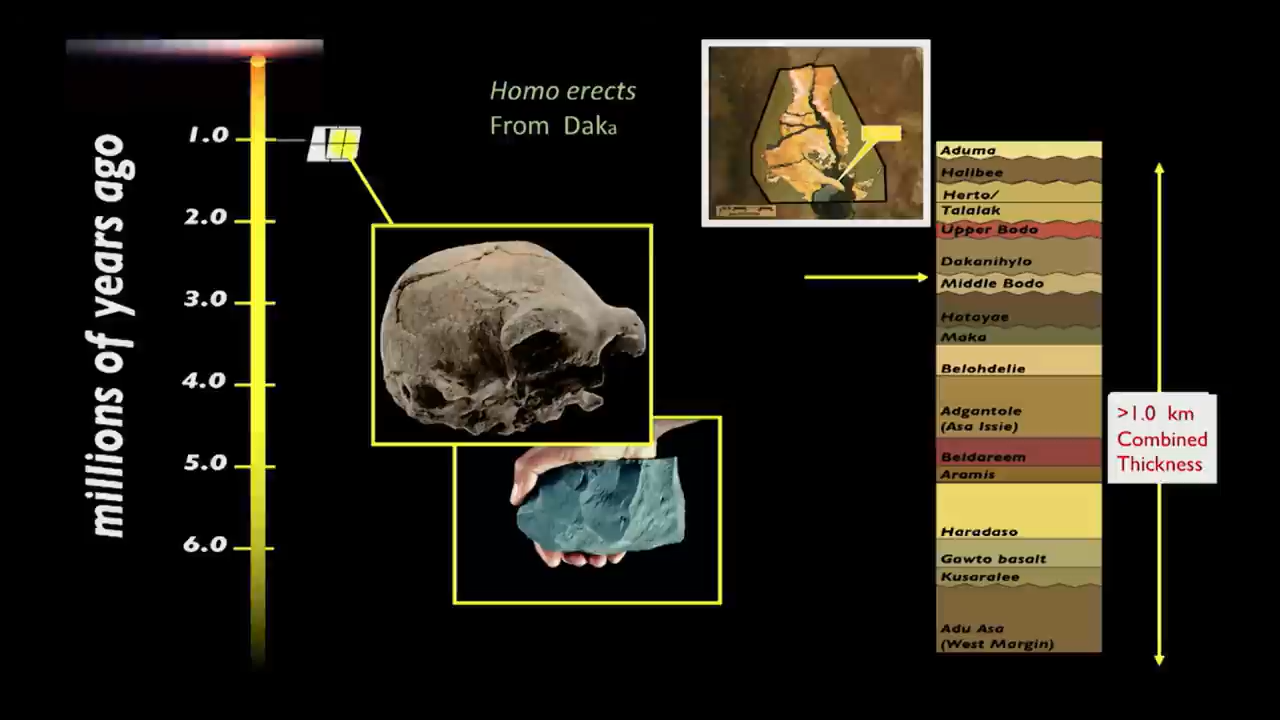 millions of years ago
1.0
2.0
3.0
4.0
5.0
6.0
Homo erects
From Daka
Aduma
Halibee
Herto/
Talalak
Upper Bodo
Dakanihylo
Middle Bodo
Hatayae
Maka
Belohdelie
Adgantole
(Asa Issie)
Beidareem
Aramis
Haradaso
Gawto basalt
Kusaralee
Adu Asa
(West Margin)
>1.0 km
Combined
Thickness